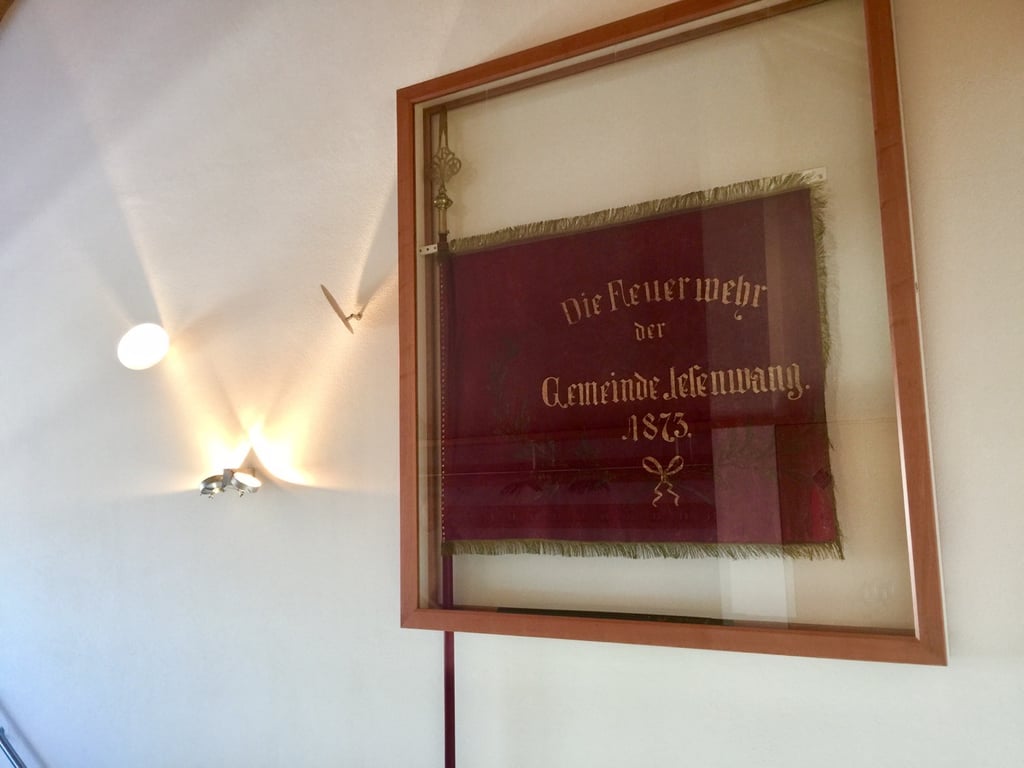 Die Feuerwehr
der
Gemeinde Jesenwang.
1873.